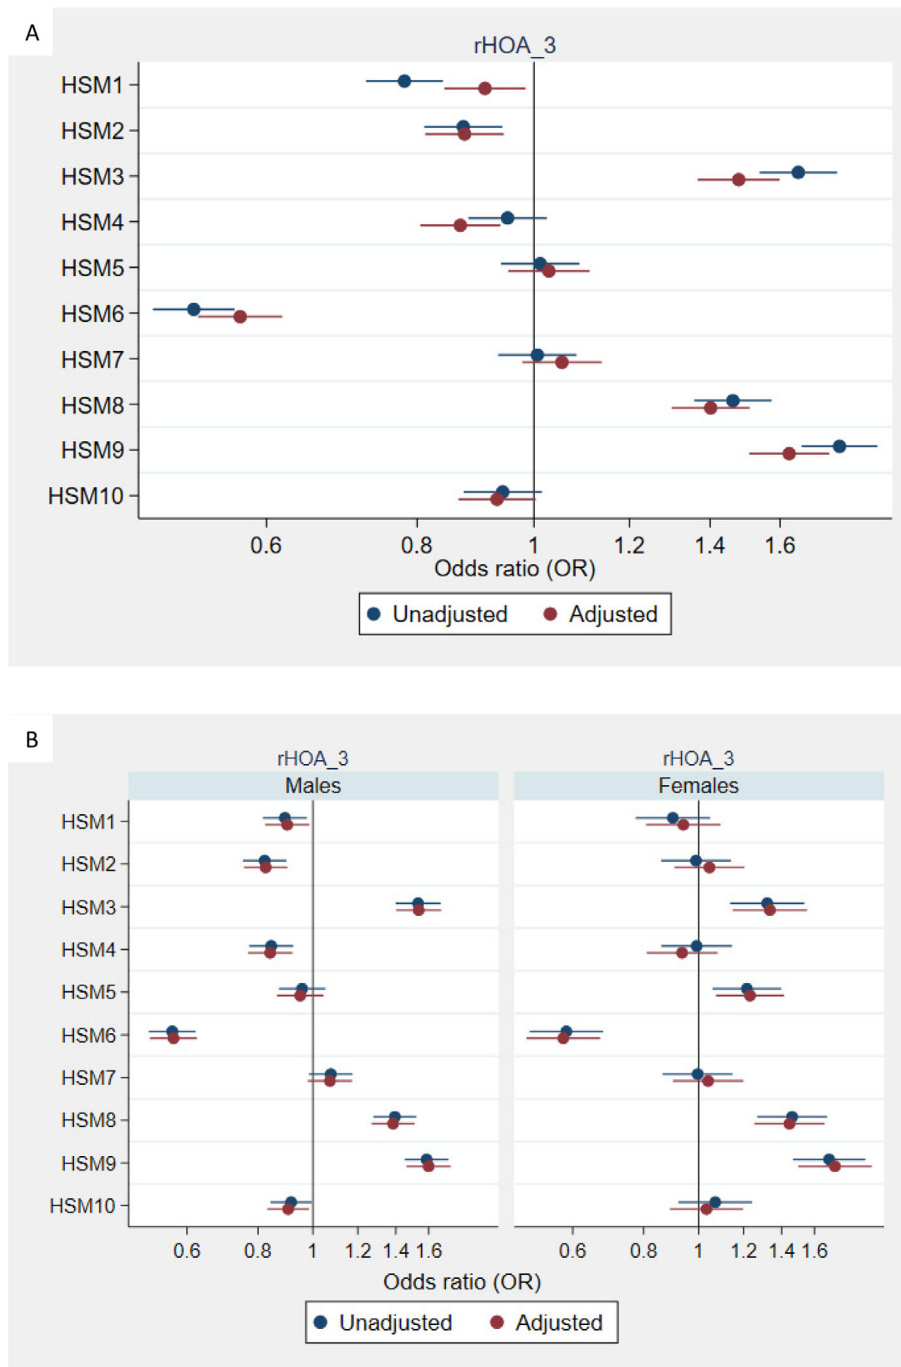 A
rHOA_3
HSM1
HSM2
HSM3
HSM4
HSM5
HSM6
HSM7
HSM8
HSM9
HSM10
0.6 0.8 1 1.2 1.4 1.6
Odds ratio (OR)
Unadjusted Adjusted
B
rHOA_3 rHOA_3
Males Females
HSM1
HSM2
HSM3
HSM4
HSM5
HSM6
HSM7
HSM8
HSM9
HSM10
0.6 0.8 1 1.2 1.4 1.6 0.6 0.8 1 1.2 1.4 1.6
Odds ratio (OR)
Unadjusted Adjusted